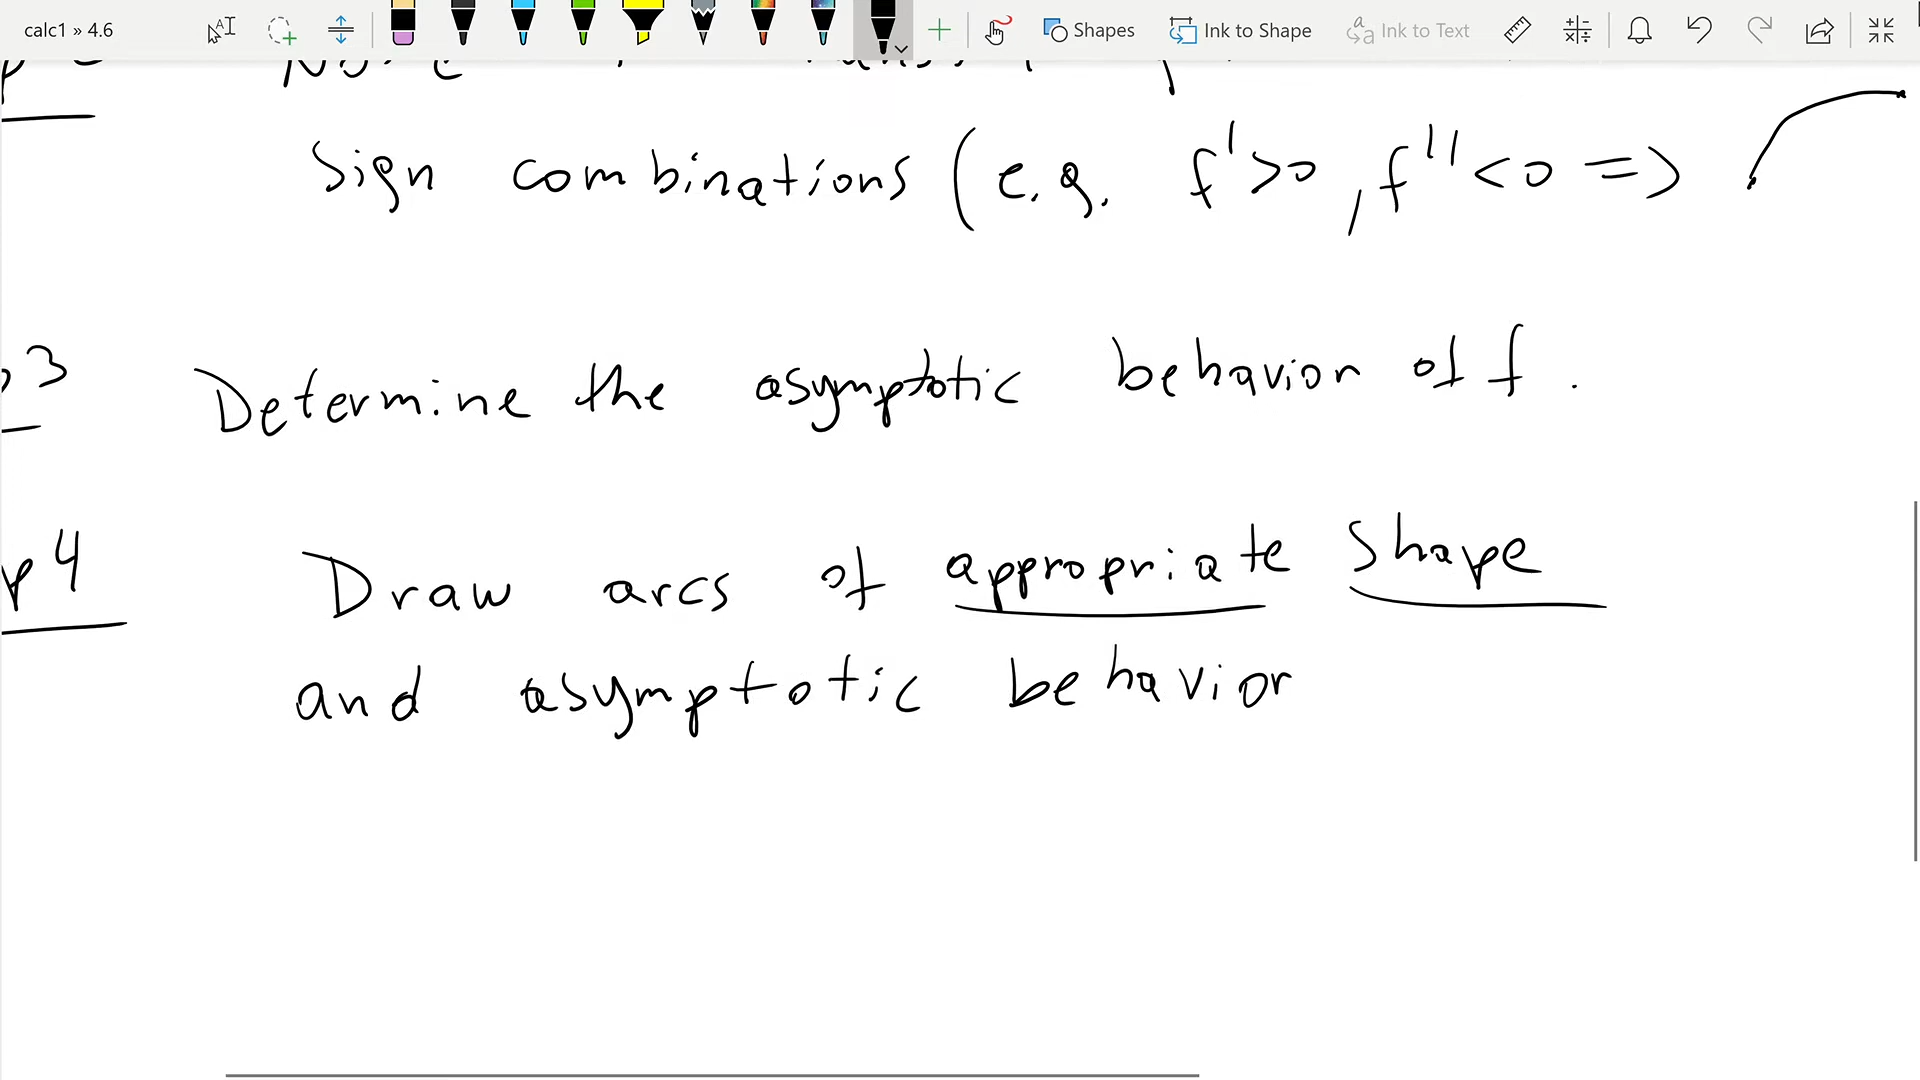 calc1 » 4.6
Shapes
Ink to Shape
Ink to Text
Sign combinations (e.g. f'>0, f''<0 =>
3
Determine the asymptotic behavior of f.
p 4
Draw arcs of appropriate shape
and asymptotic behavior